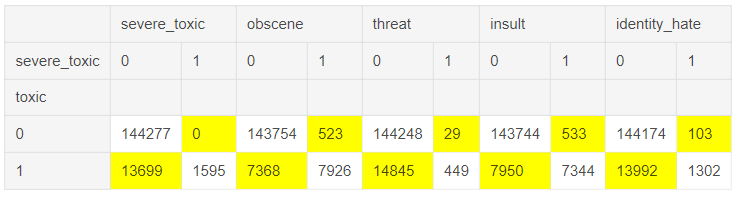 severe_toxic obscene threat insult identity_hate
severe_toxic 0 1 0 1 0 1 0 1 0 1
toxic
0 144277 0 143754 523 144248 29 143744 533 144174 103
1 13699 1595 7368 7926 14845 449 7950 7344 13992 1302